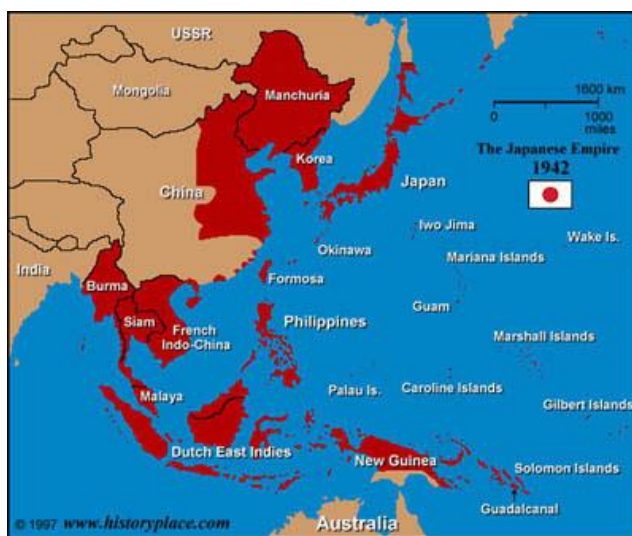 USSR
Mongolia
Manchuria
1600 km
1000
miles
The Japanese Empire
1942
Korea
Japan
China
Iwo Jima
Wake Is.
Okinawa
Mariana Islands
India
Formosa
Burma
Guam
Siam
French
Indo-China
Philippines
Marshall Islands
Malaya
Palau Is.
Caroline Islands
Gilbert Islands
Dutch East Indies
New Guinea
Solomon Islands
Guadalcanal
© 1997 www.historyplace.com
Australia